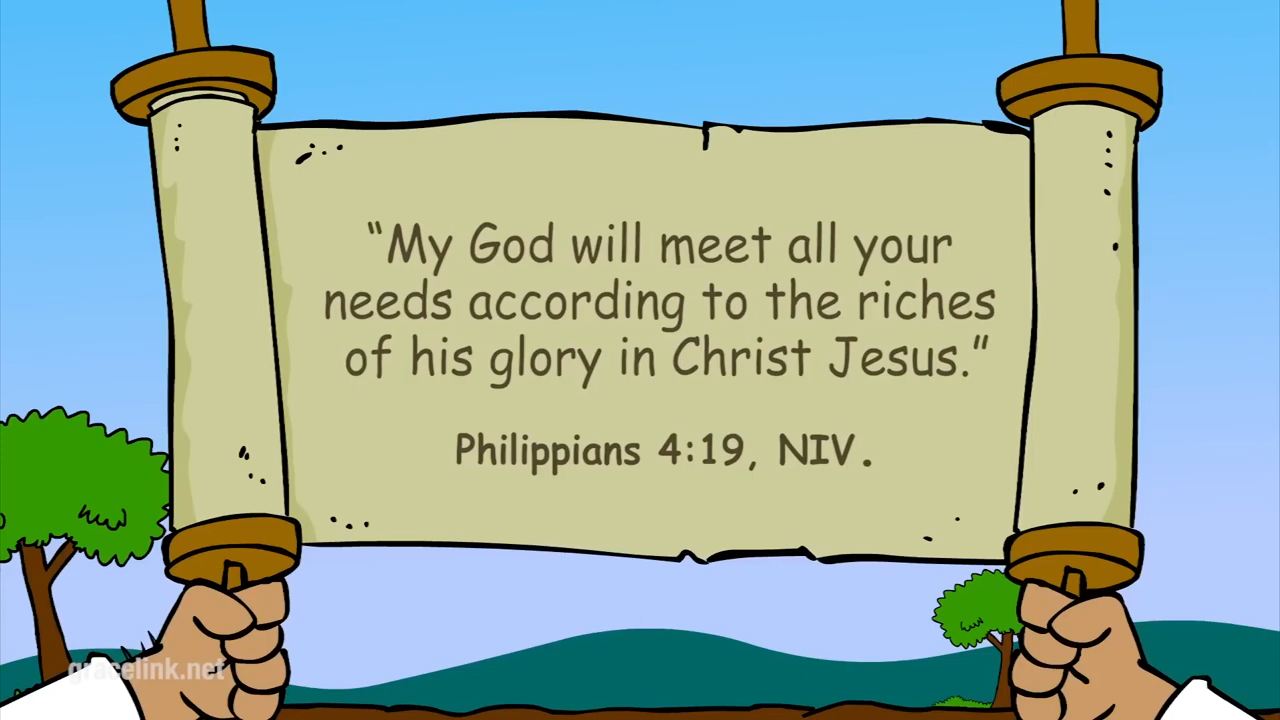 “My God will meet all your
needs according to the riches
of his glory in Christ Jesus.”
Philippians 4:19, NIV.
gracelink.net